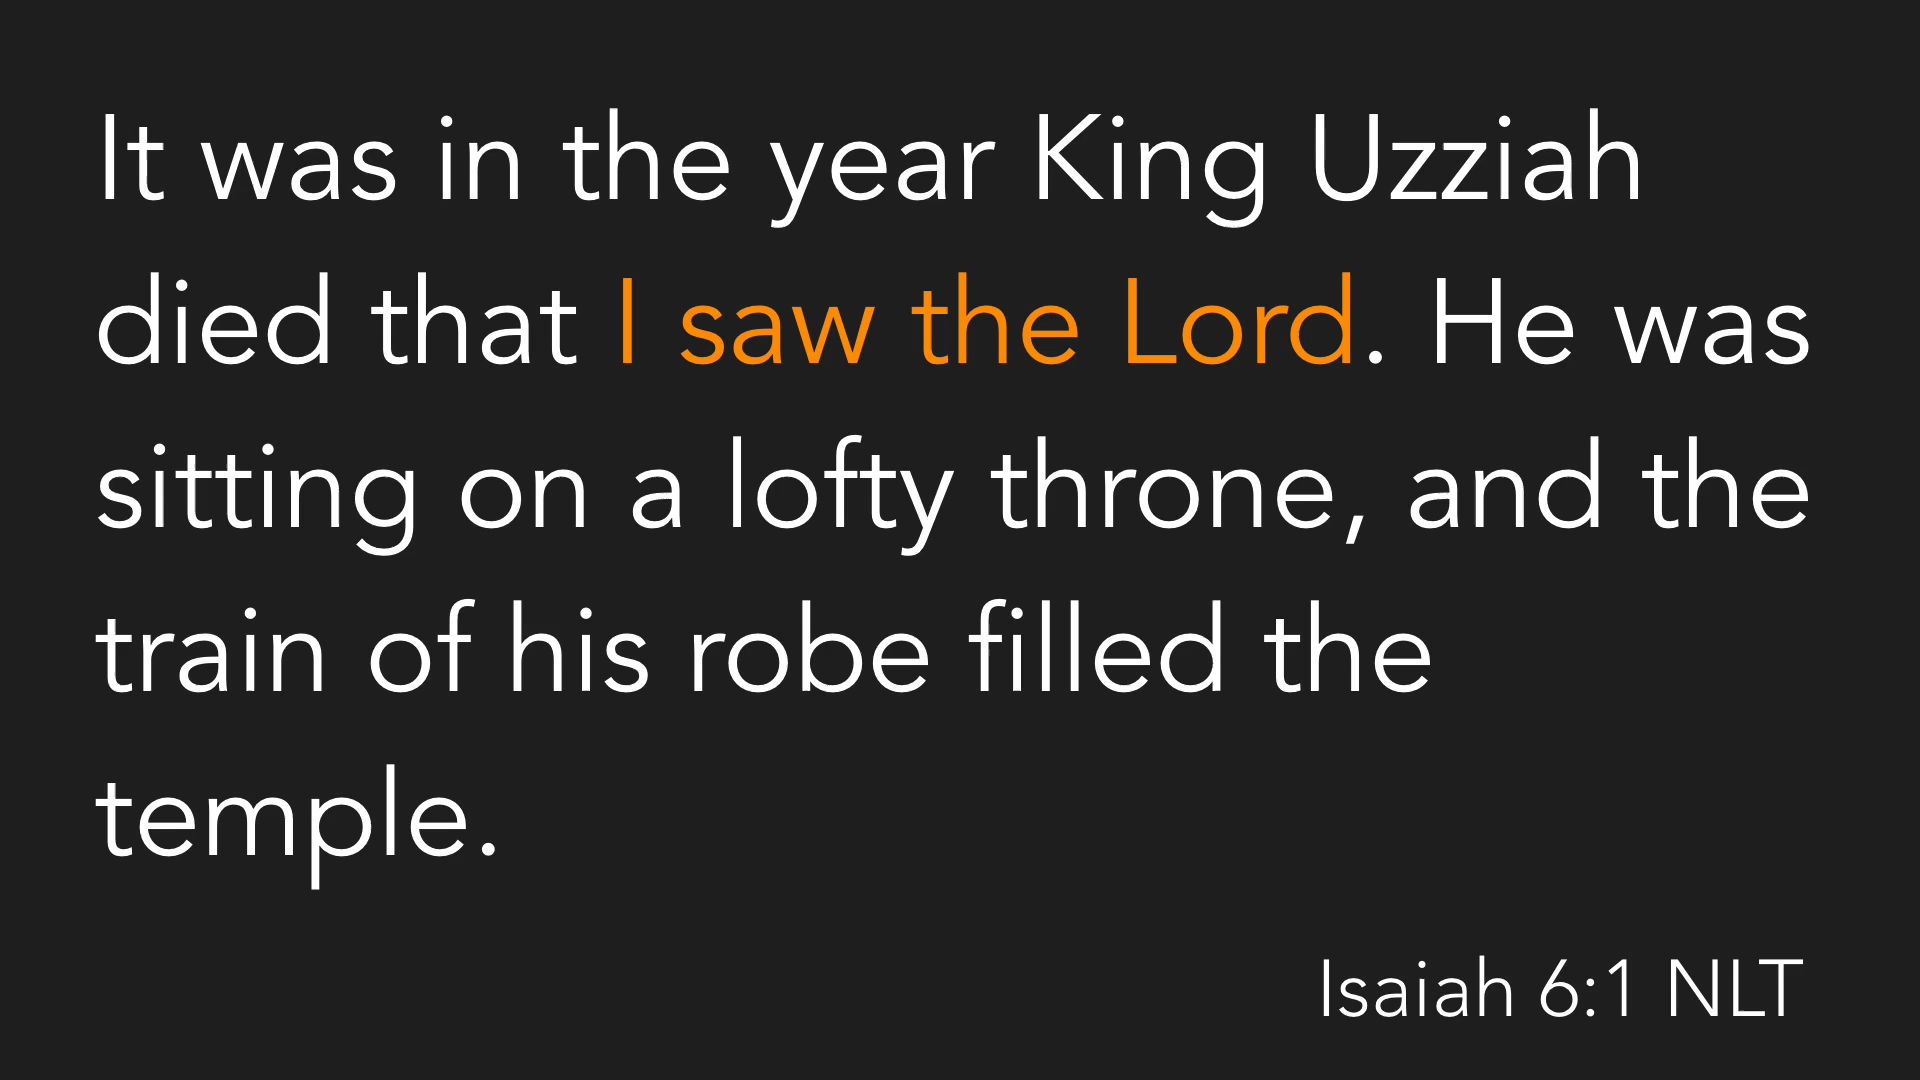 It was in the year King Uzziah
died that I saw the Lord. He was
sitting on a lofty throne, and the
train of his robe filled the
temple.
Isaiah 6:1 NLT